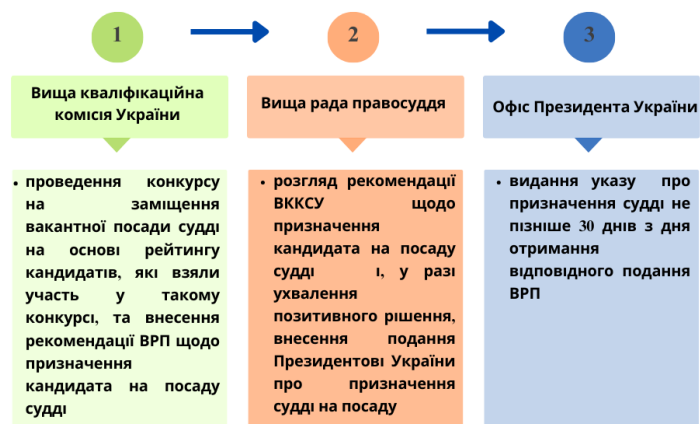 1
2
3
Вища кваліфікаційна
комісія України
Вища рада правосуддя
Офіс Президента України
• проведення конкурсу
на заміщення
вакантної посади судді
на основі рейтингу
кандидатів, які взяли
участь у такому
конкурсі, та внесення
рекомендації ВРП щодо
призначення
кандидата на посаду
судді
• розгляд рекомендації
ВККСУ щодо
призначення
кандидата на посаду
судді і, у разі
ухвалення
позитивного рішення,
внесення подання
Президентові України
про призначення
судді на посаду
• видання указу про
призначення судді не
пізніше 30 днів з дня
отримання
відповідного подання
ВРП